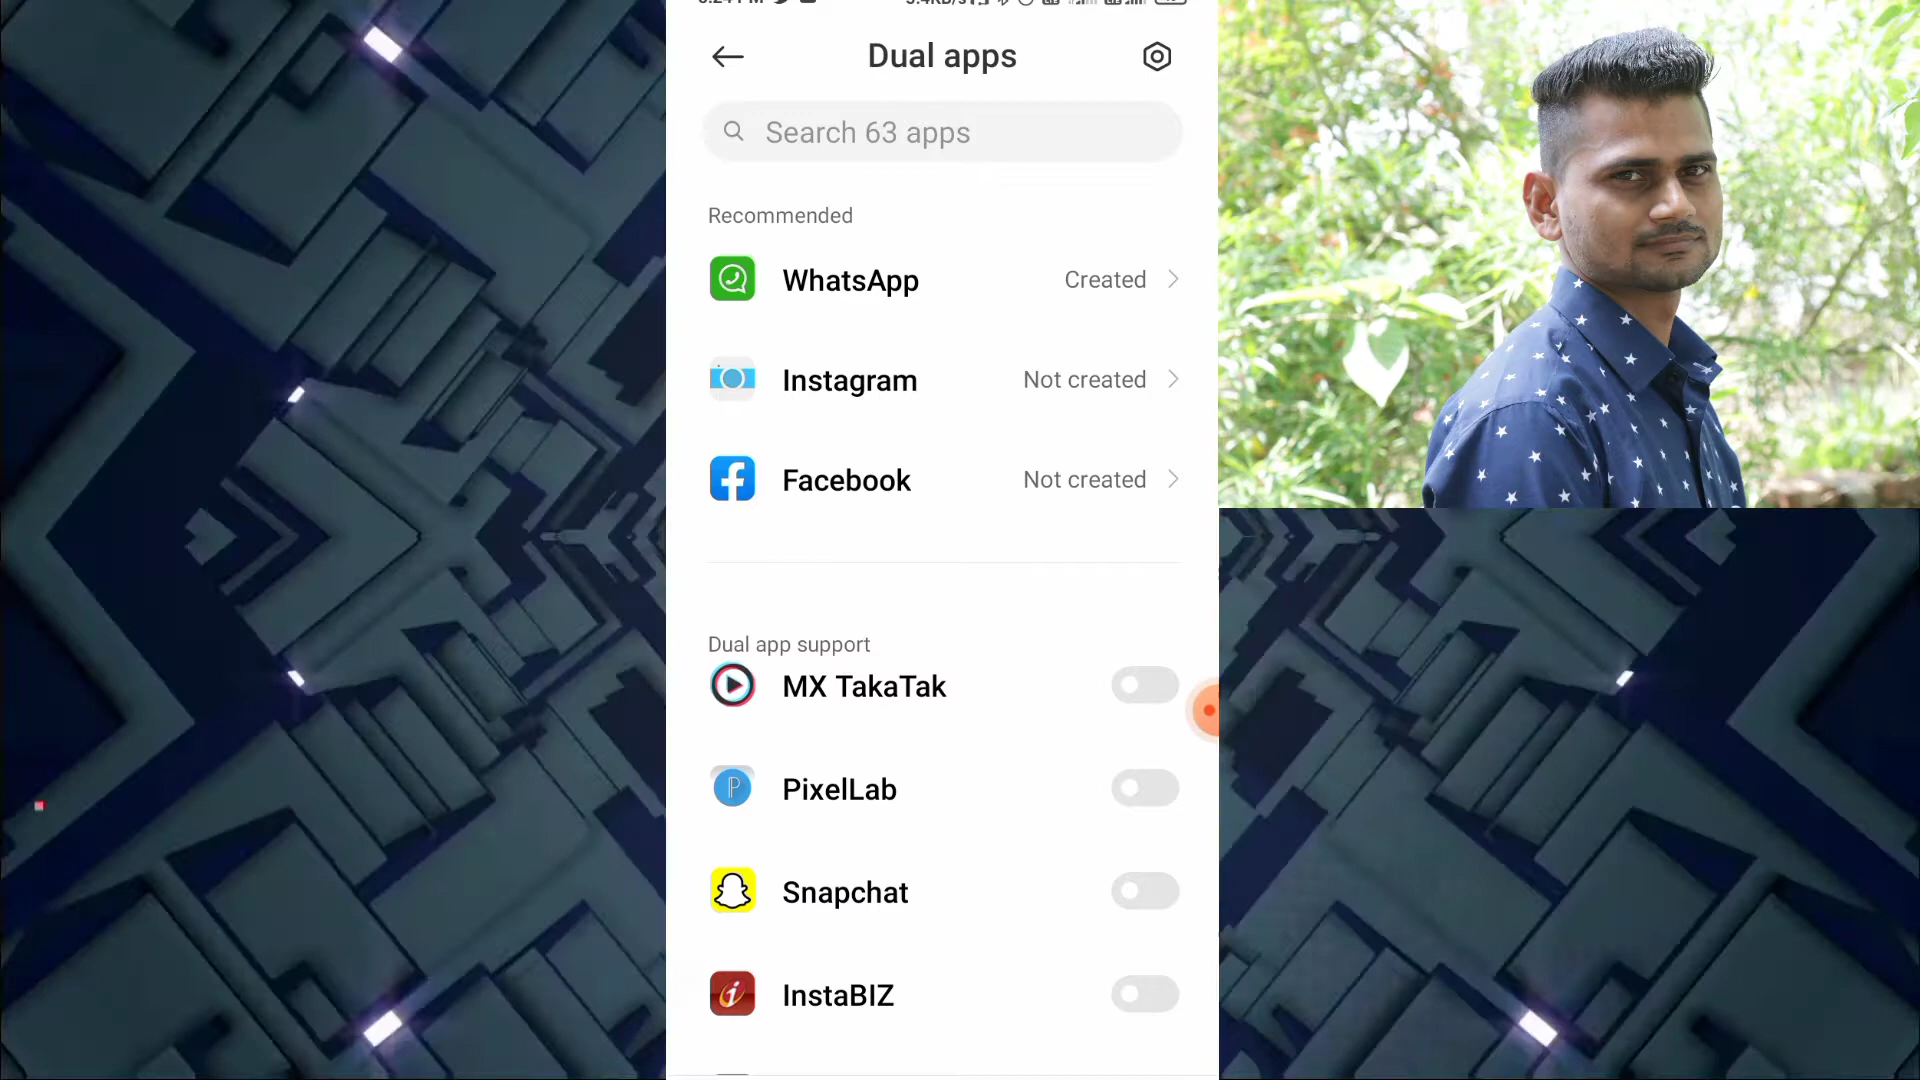 Dual apps
Search 63 apps
Recommended
WhatsApp Created
Instagram Not created
Facebook Not created
Dual app support
MX TakaTak
PixelLab
Snapchat
InstaBIZ